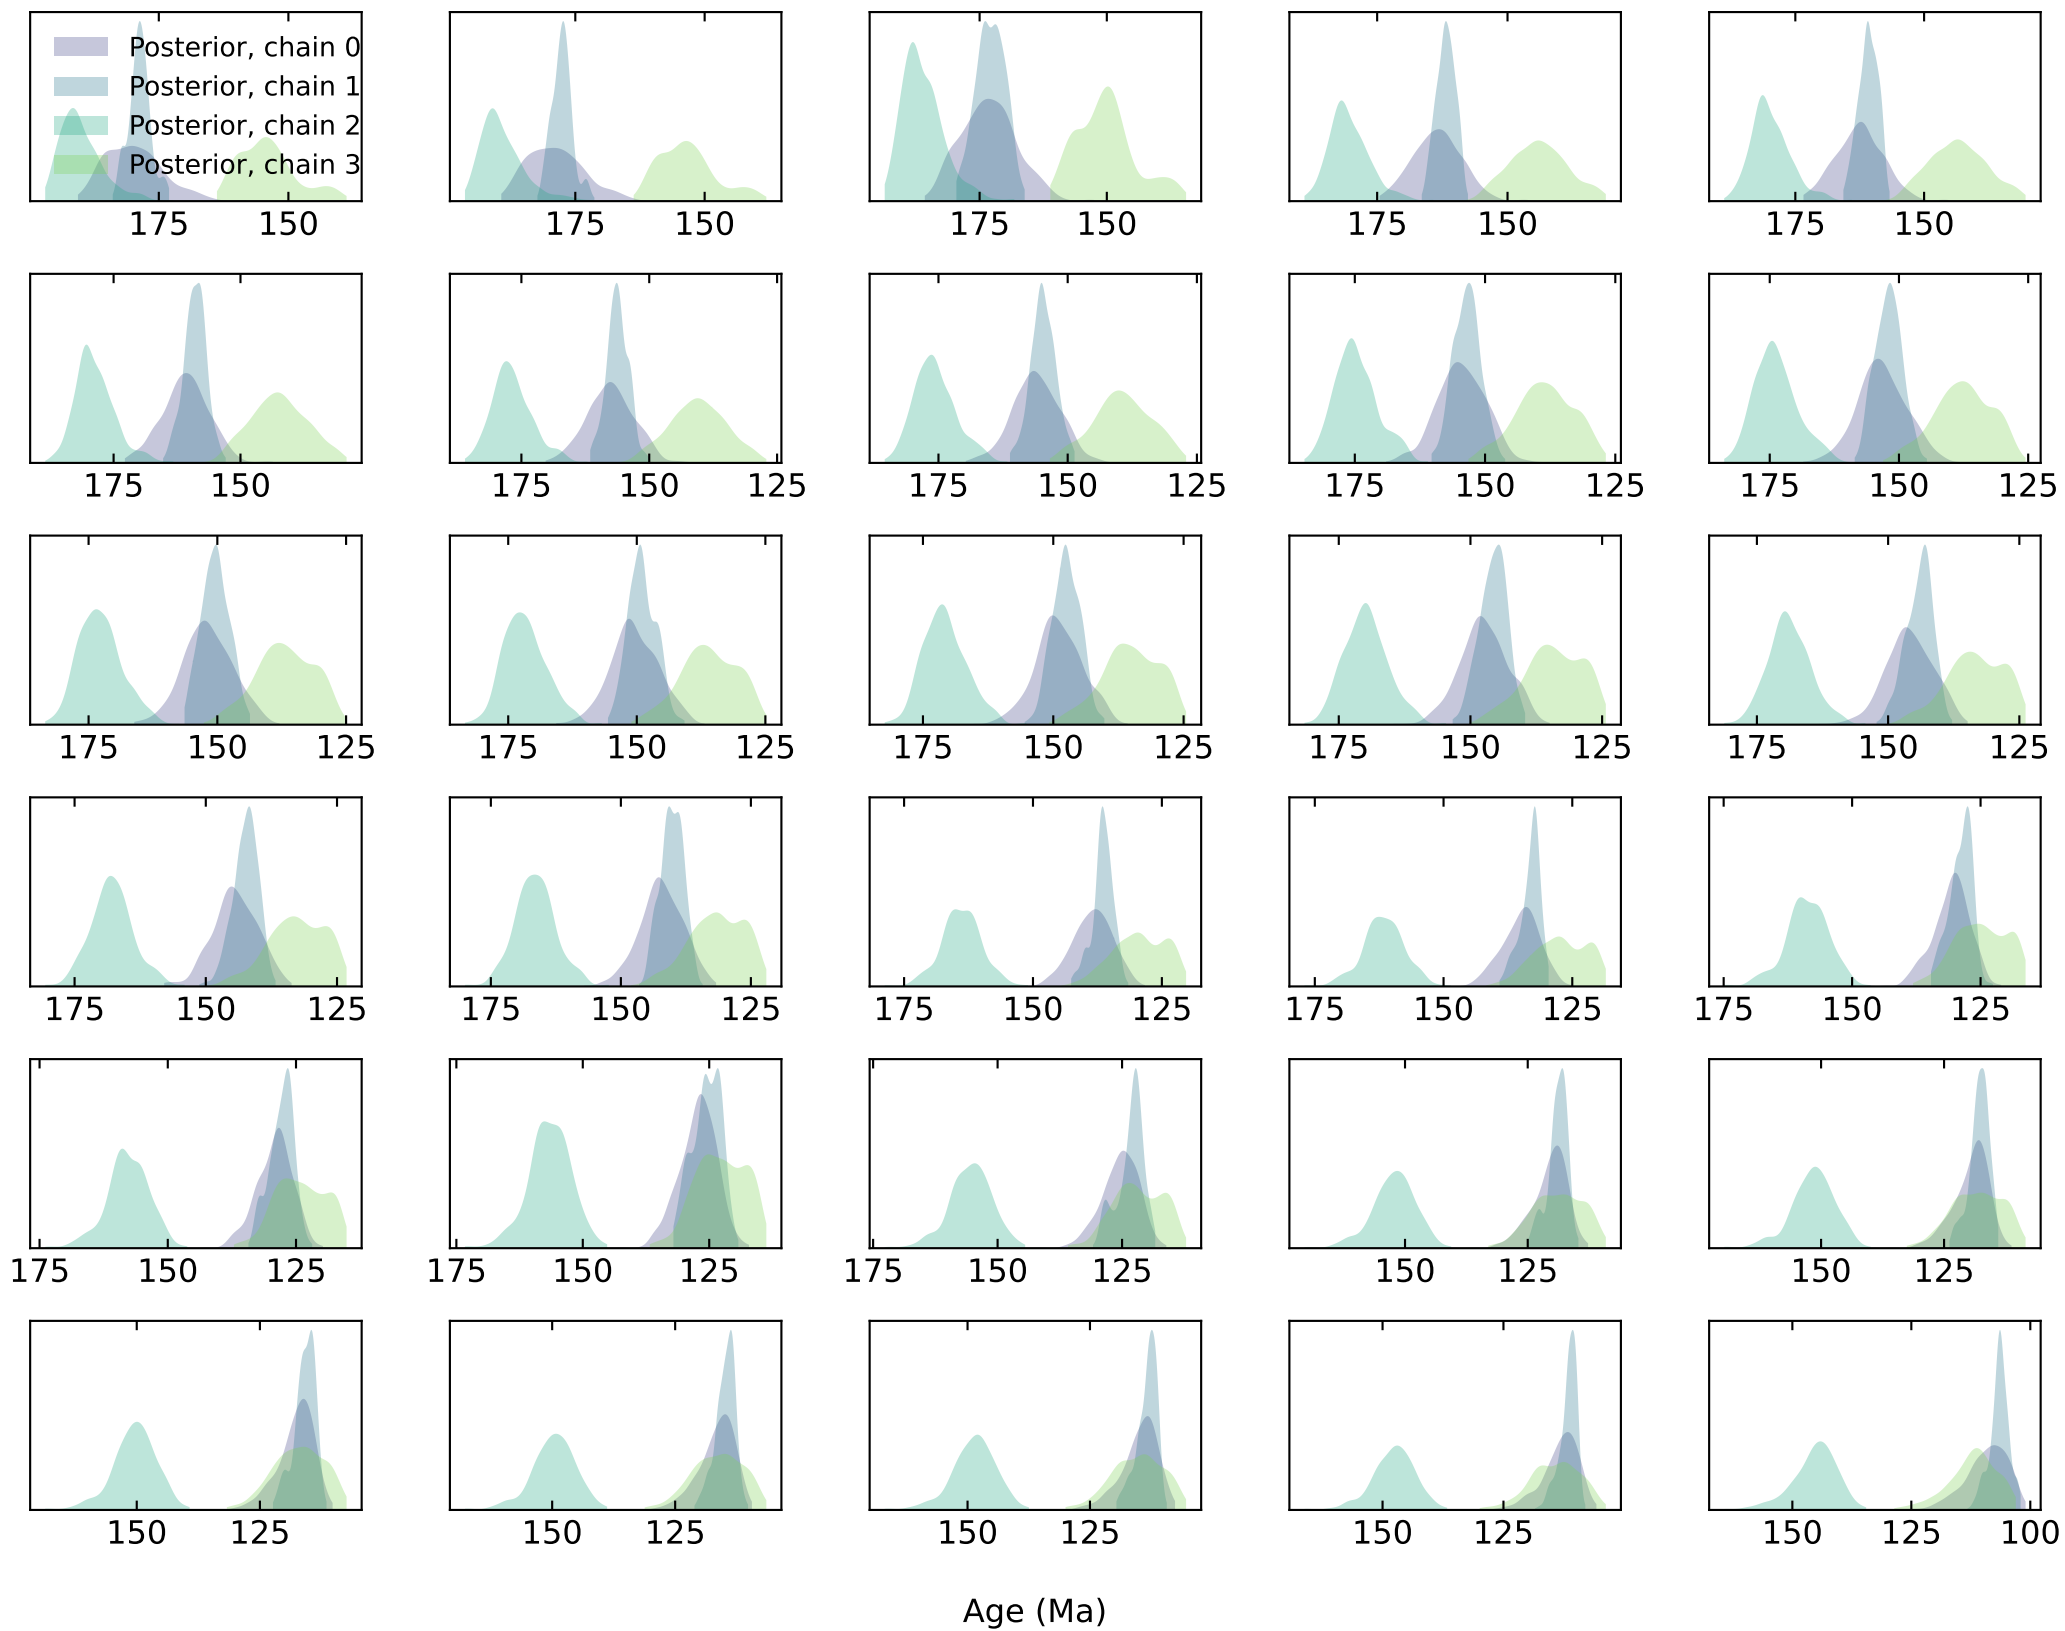 Posterior, chain 0
Posterior, chain 1
Posterior, chain 2
Posterior, chain 3
175 150 175 150 175 150 175 150 175 150
175 150 175 150 125 175 150 125 175 150 125 175 150 125
175 150 125 175 150 125 175 150 125 175 150 125 175 150 125
175 150 125 175 150 125 175 150 125 175 150 125 175 150 125
175 150 125 175 150 125 175 150 125 150 125 150 125
150 125 150 125 150 125 150 125 150 125 100
Age (Ma)